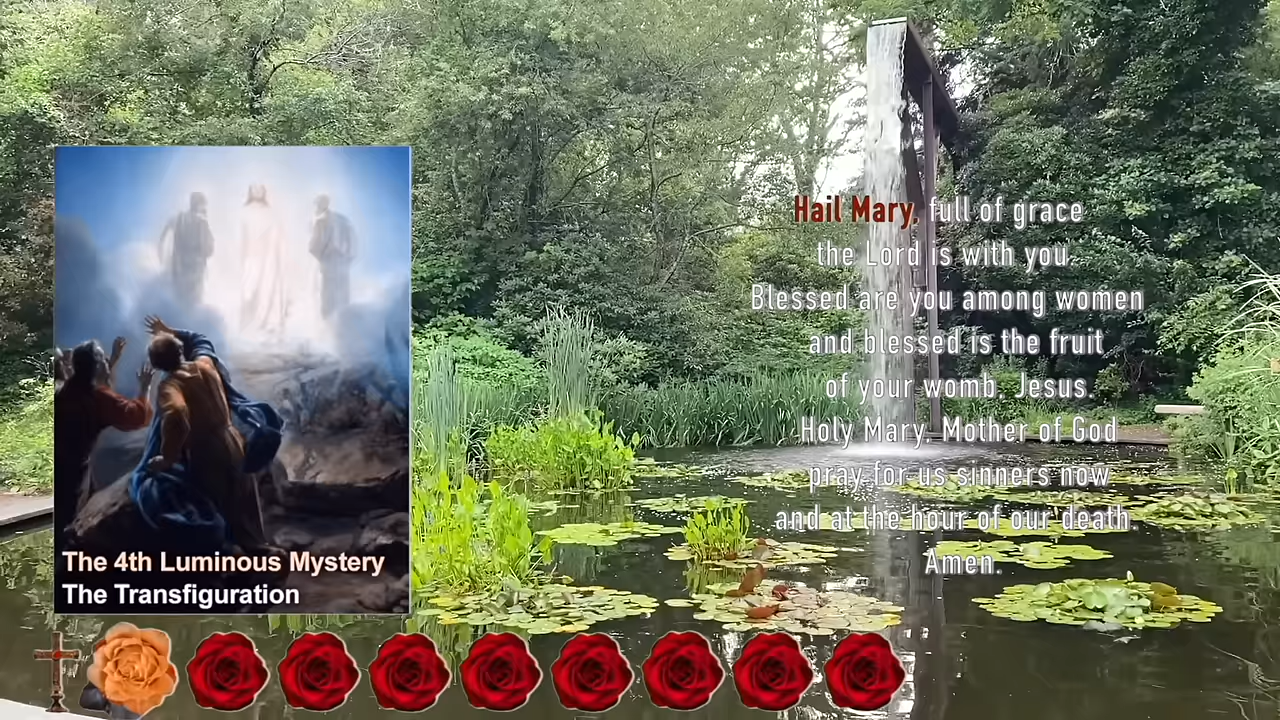 The 4th Luminous Mystery
The Transfiguration
Hail Mary, full of grace
the Lord is with you.
Blessed are you among women
and blessed is the fruit
of your womb, Jesus.
Holy Mary, Mother of God
pray for us sinners now
and at the hour of our death.
Amen.